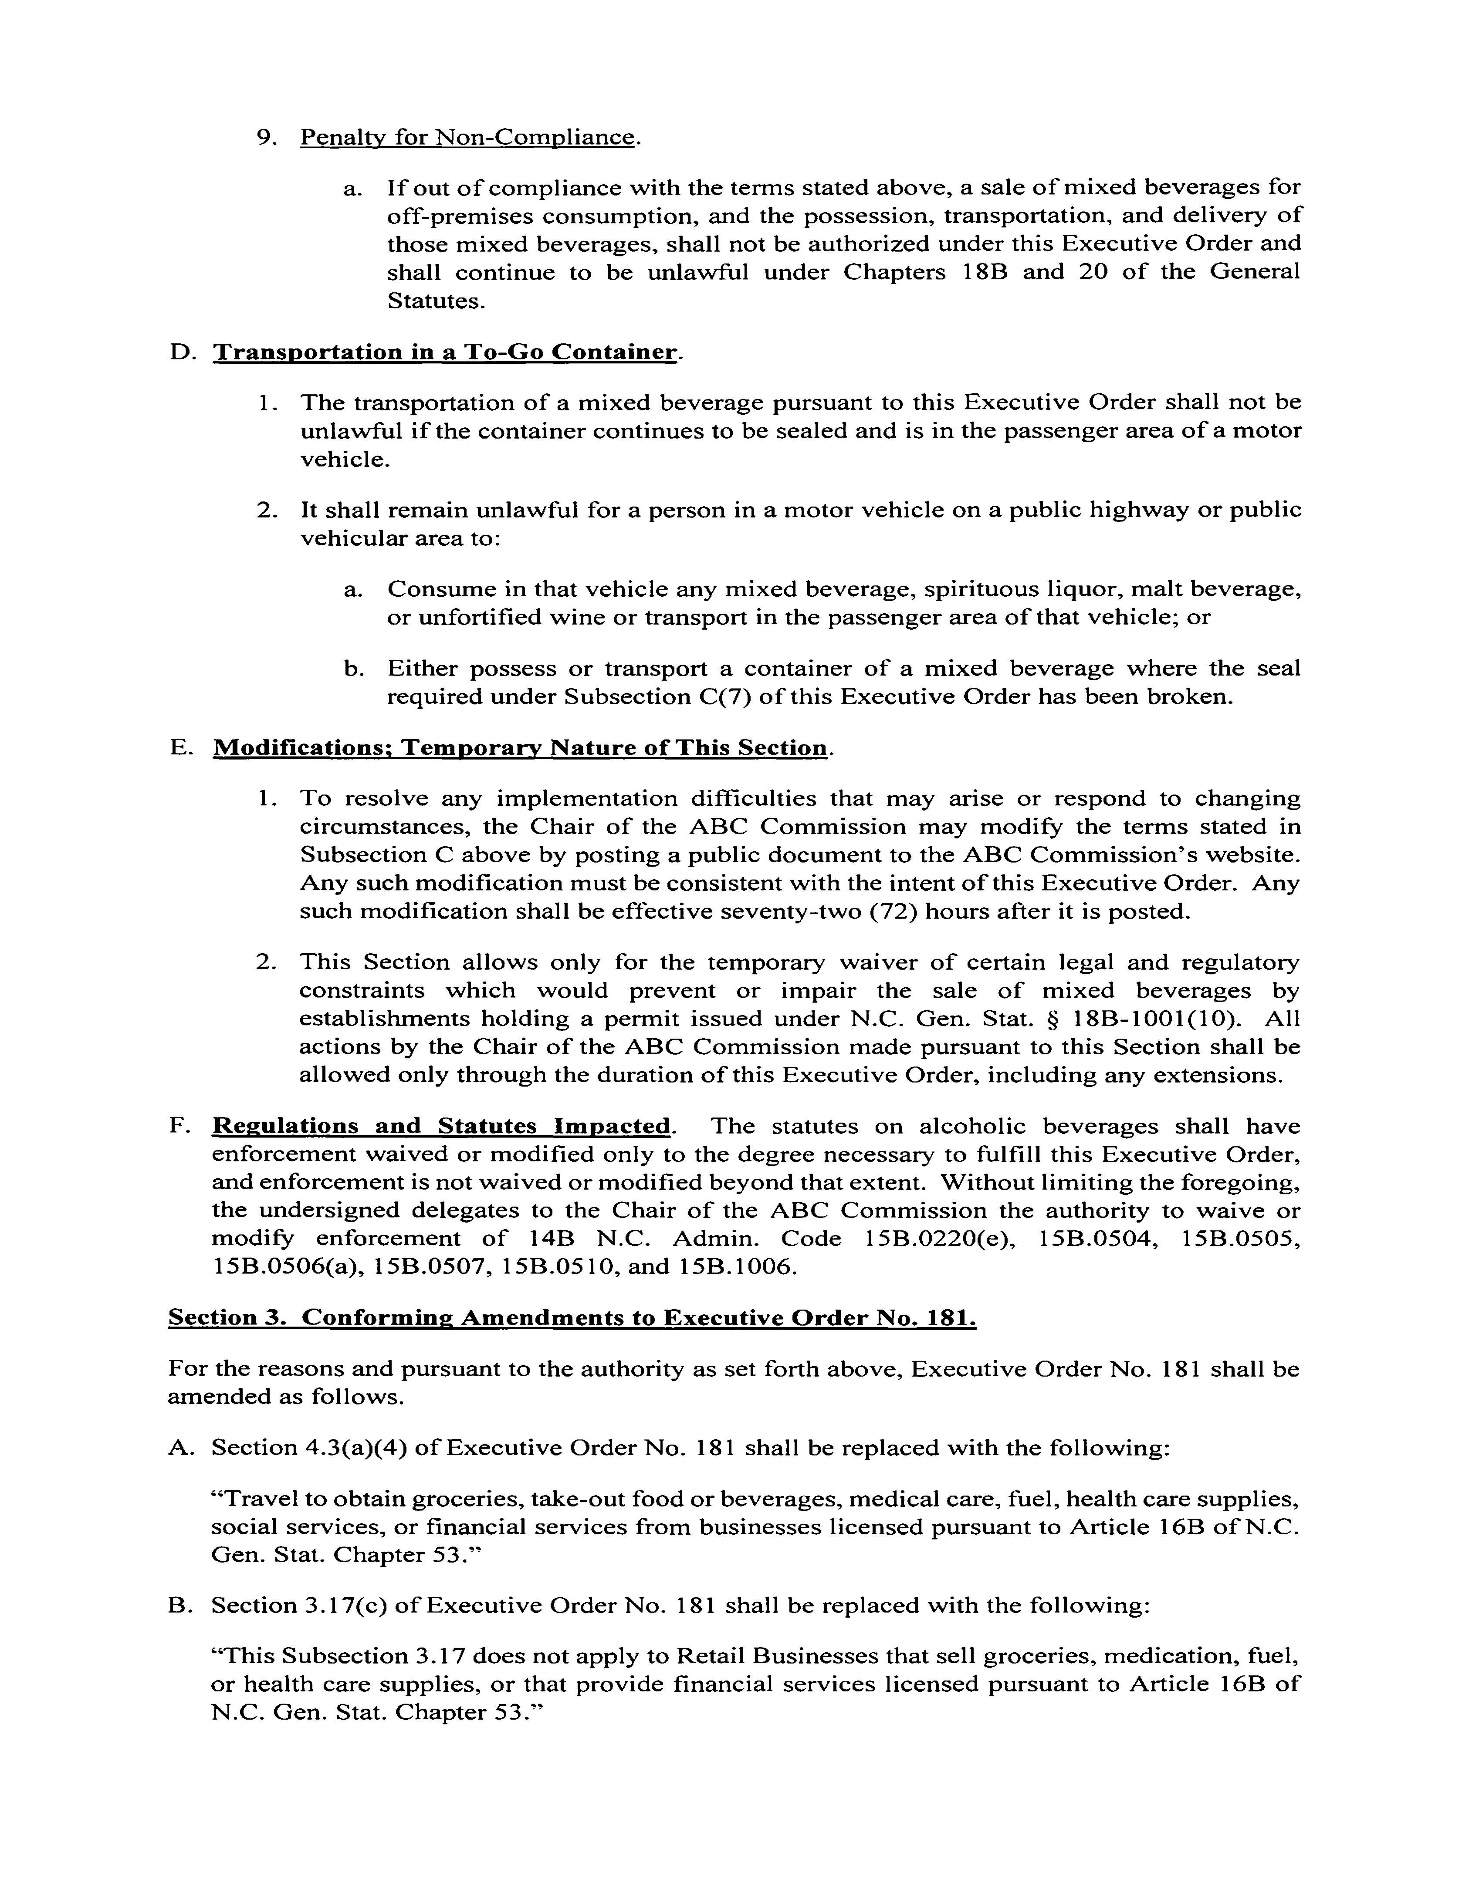 9. Penalty for Non-Compliance.
a. If out of compliance with the terms stated above, a sale of mixed beverages for
off-premises consumption, and the possession, transportation, and delivery of
those mixed beverages, shall not be authorized under this Executive Order and
shall continue to be unlawful under Chapters 18B and 20 of the General
Statutes.
D. Transportation in a To-Go Container.
1. The transportation of a mixed beverage pursuant to this Executive Order shall not be
unlawful if the container continues to be sealed and is in the passenger area of a motor
vehicle.
2. It shall remain unlawful for a person in a motor vehicle on a public highway or public
vehicular area to:
a. Consume in that vehicle any mixed beverage, spirituous liquor, malt beverage,
or unfortified wine or transport in the passenger area of that vehicle; or
b. Either possess or transport a container of a mixed beverage where the seal
required under Subsection C(7) of this Executive Order has been broken.
E. Modifications; Temporary Nature of This Section.
1. To resolve any implementation difficulties that may arise or respond to changing
circumstances, the Chair of the ABC Commission may modify the terms stated in
Subsection C above by posting a public document to the ABC Commission's website.
Any such modification must be consistent with the intent of this Executive Order. Any
such modification shall be effective seventy-two (72) hours after it is posted.
2. This Section allows only for the temporary waiver of certain legal and regulatory
constraints which would prevent or impair the sale of mixed beverages by
establishments holding a permit issued under N.C. Gen. Stat. § 18B-1001(10). All
actions by the Chair of the ABC Commission made pursuant to this Section shall be
allowed only through the duration of this Executive Order, including any extensions.
F. Regulations and Statutes Impacted. The statutes on alcoholic beverages shall have
enforcement waived or modified only to the degree necessary to fulfill this Executive Order,
and enforcement is not waived or modified beyond that extent. Without limiting the foregoing,
the undersigned delegates to the Chair of the ABC Commission the authority to waive or
modify enforcement of 14B N.C. Admin. Code 15B.0220(e), 15B.0504, 15B.0505,
15B.0506(a), 15B.0507, 15B.0510, and 15B.1006.
Section 3. Conforming Amendments to Executive Order No. 181.
For the reasons and pursuant to the authority as set forth above, Executive Order No. 181 shall be
amended as follows.
A. Section 4.3(a)(4) of Executive Order No. 181 shall be replaced with the following:
“Travel to obtain groceries, take-out food or beverages, medical care, fuel, health care supplies,
social services, or financial services from businesses licensed pursuant to Article 16B of N.C.
Gen. Stat. Chapter 53.”
B. Section 3.17(c) of Executive Order No. 181 shall be replaced with the following:
“This Subsection 3.17 does not apply to Retail Businesses that sell groceries, medication, fuel,
or health care supplies, or that provide financial services licensed pursuant to Article 16B of
N.C. Gen. Stat. Chapter 53.”